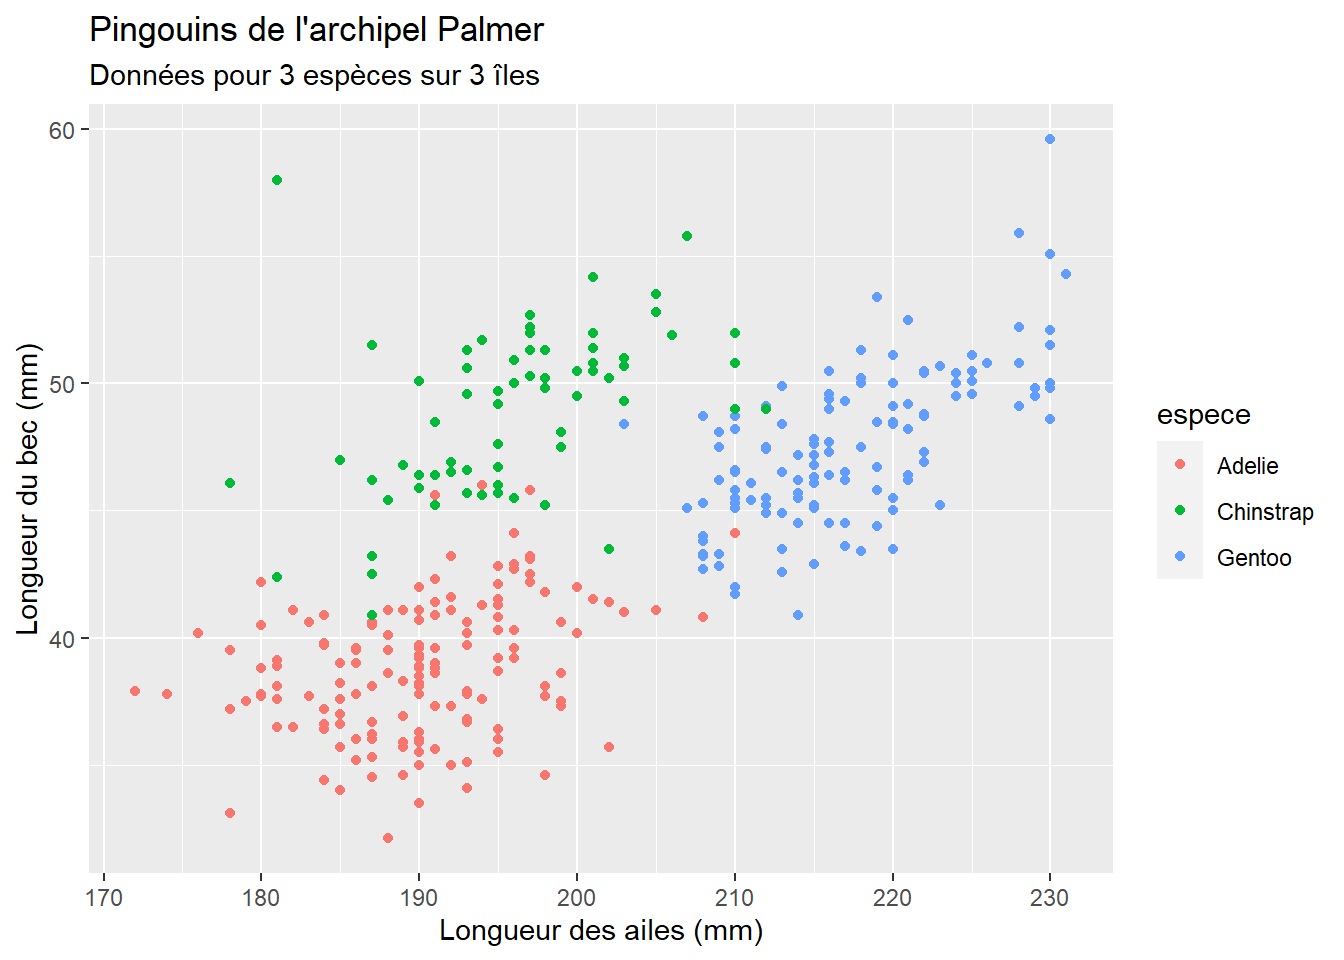 Pingouins de l'archipel Palmer
Données pour 3 espèces sur 3 îles
60
50
40
Longueur du bec (mm)
170 180 190 200 210 220 230
Longueur des ailes (mm)
espece
Adelie
Chinstrap
Gentoo